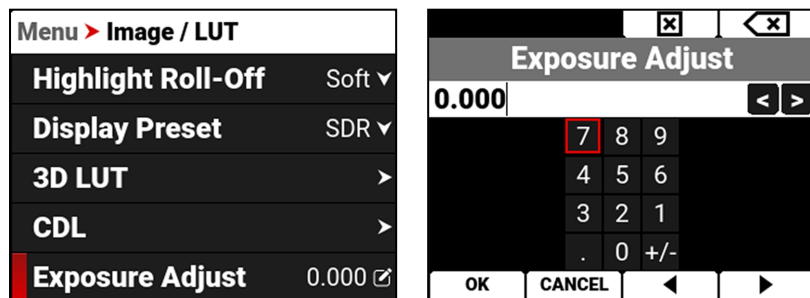 Menu > Image / LUT
Highlight Roll-Off Soft
Display Preset SDR
3D LUT >
CDL >
Exposure Adjust 0.000
Exposure Adjust
0.000 < >
7 8 9
4 5 6
3 2 1
. 0 +/-
OK CANCEL